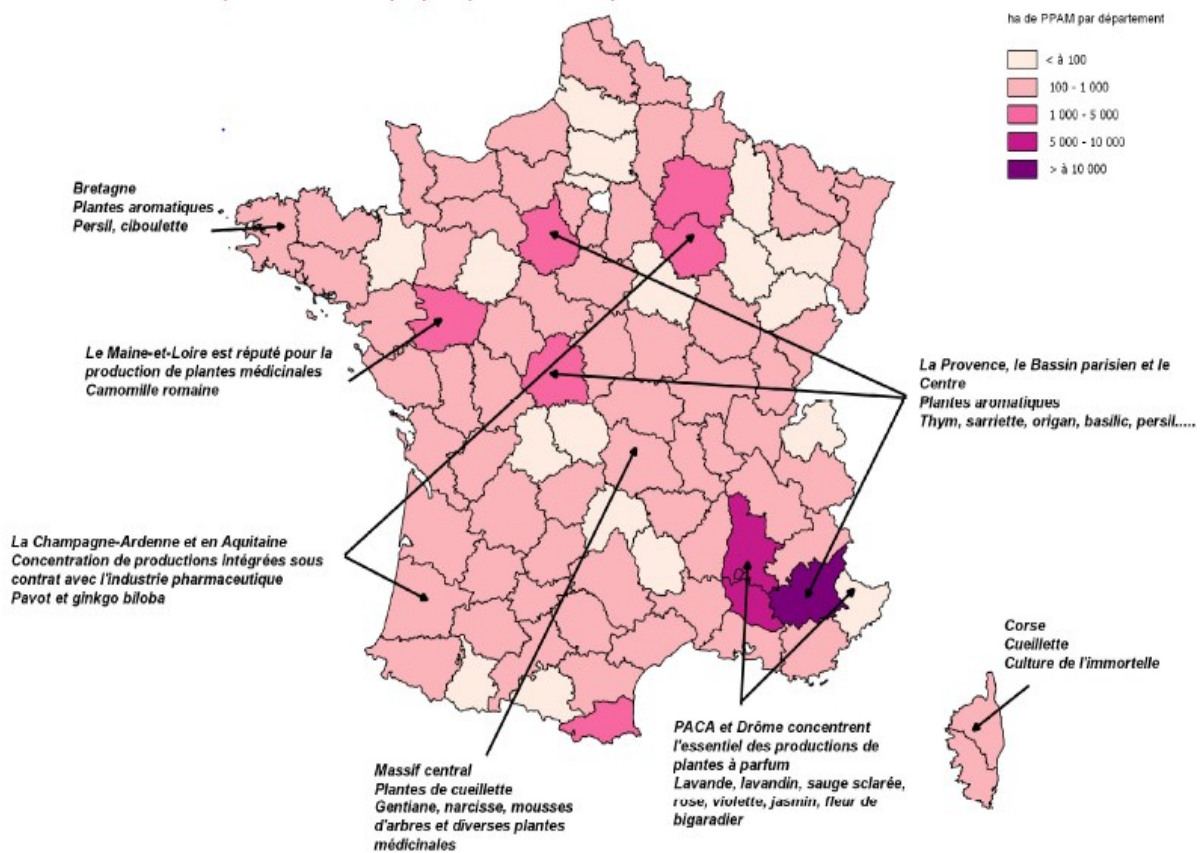 ha de PPAM par département
< à 100
100 - 1 000
1 000 - 5 000
5 000 - 10 000
> à 10 000
Bretagne
Plantes aromatiques
Persil, ciboulette
Le Maine-et-Loire est réputé pour la
production de plantes médicinales
Camomille romaine
La Provence, le Bassin parisien et le
Centre
Plantes aromatiques
Thym, sarriette, origan, basilic, persil.....
La Champagne-Ardenne et en Aquitaine
Concentration de productions intégrées sous
contrat avec l'industrie pharmaceutique
Pavot et ginkgo biloba
Corse
Cueillette
Culture de l'immortelle
PACA et Drôme concentrent
l'essentiel des productions de
plantes à parfum
Lavande, lavandin, sauge sclarée,
rose, violette, jasmin, fleur de
bigaradier
Massif central
Plantes de cueillette
Gentiane, narcisse, mousses
d'arbres et diverses plantes
médicinales